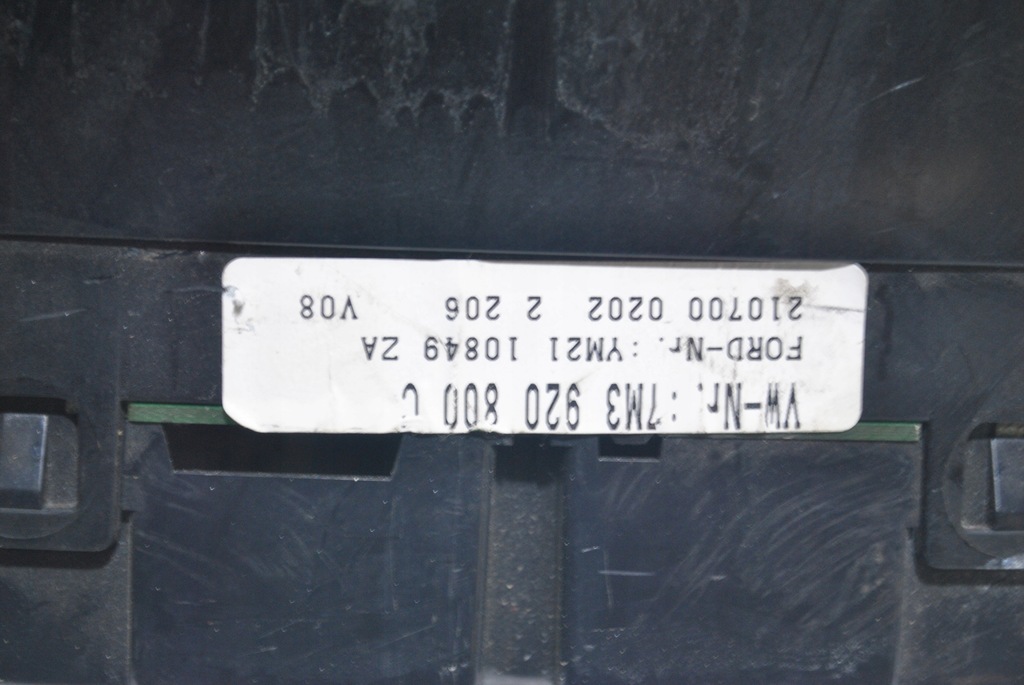 VW-Nr.:7M3 920 800 C
FORD-Nr.:YM21 10849 ZA
210700 0202 2 206 V08